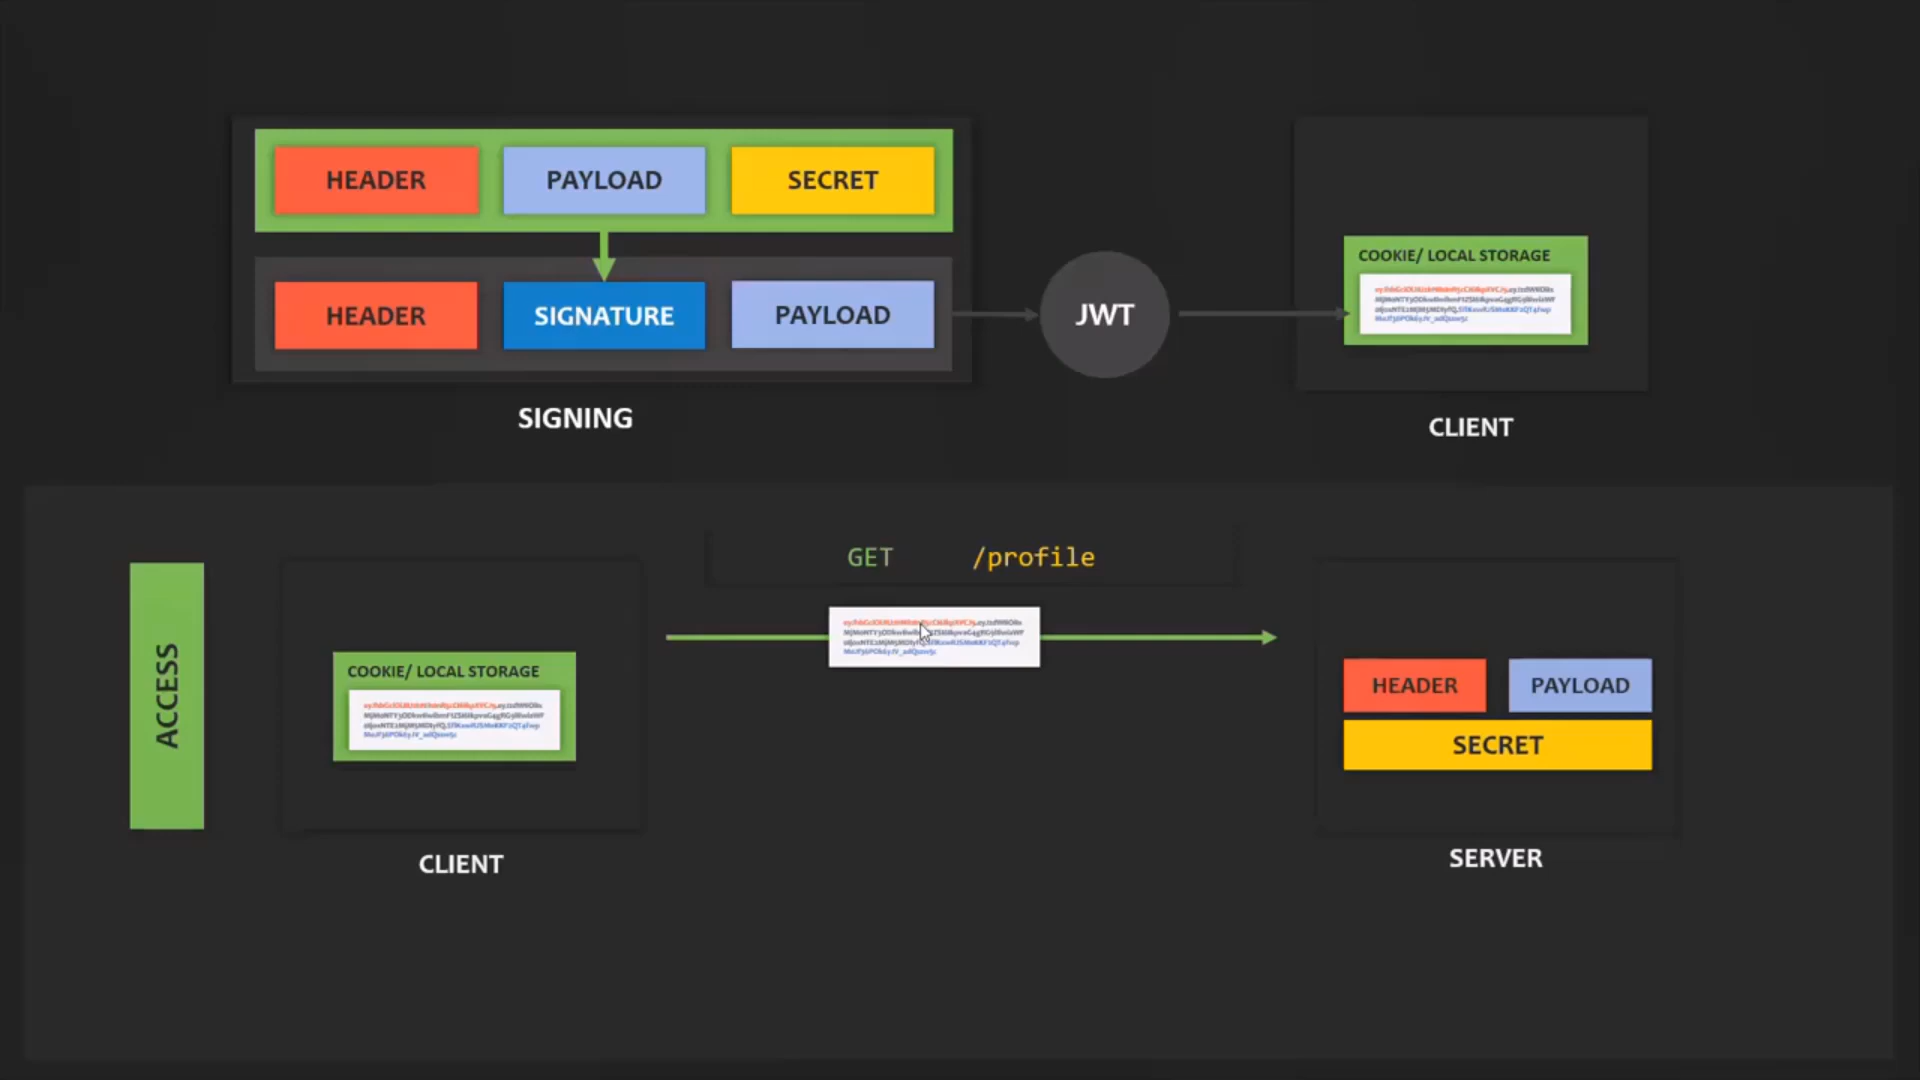 HEADER PAYLOAD SECRET
HEADER SIGNATURE PAYLOAD
JWT
COOKIE/ LOCAL STORAGE
SIGNING
CLIENT
ACCESS
GET /profile
COOKIE/ LOCAL STORAGE
CLIENT
HEADER PAYLOAD
SECRET
SERVER